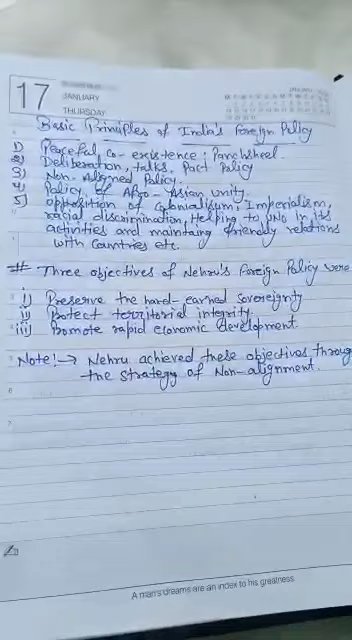 17
JANUARY
THURSDAY
Basic Principles of India's Foreign Policy
1) Peaceful Co-existence; Panchsheel.
2) Deliberation, talks, Pact Policy
3) Non-Aligned Policy.
4) Policy of Afro-Asian Unity.
5) opposition of Colonialism, Imperialism,
racial discrimination, Helping to UNO in its
activities and maintaing friendly relations
with Countries etc.
# Three objectives of Nehru's Foreign Policy were
i) Preserve the hard-earned Sovereignty
ii) Protect territorial integrity.
iii) Promote rapid economic development.
Note:→ Nehru achieved these objectives throug
the strategy of Non-alignment.
A man's dreams are an index to his greatness